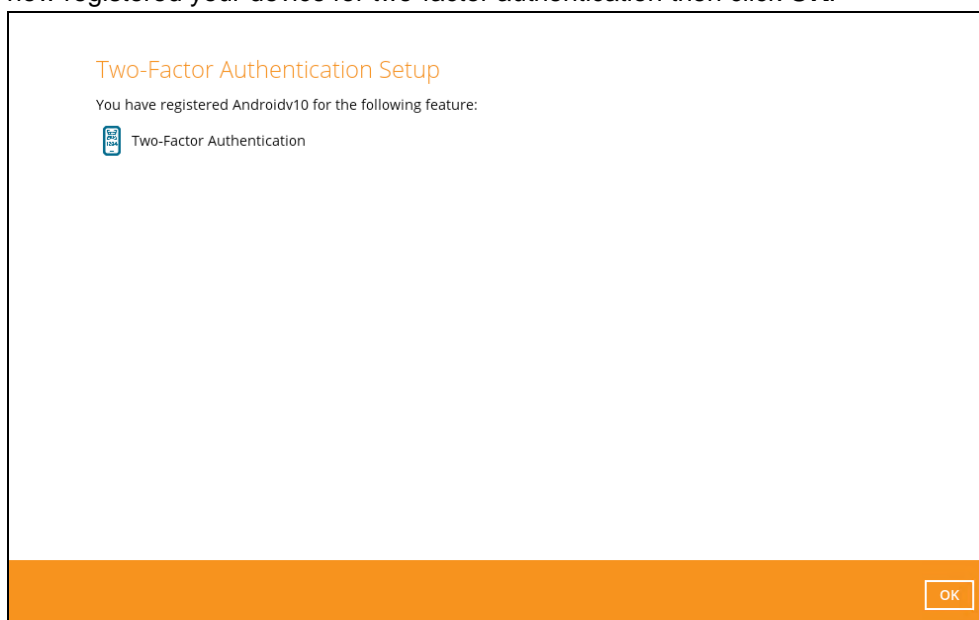 now registered your device for two-factor authentication then click OK.
Two-Factor Authentication Setup
You have registered Androidv10 for the following feature:
Two-Factor Authentication
OK